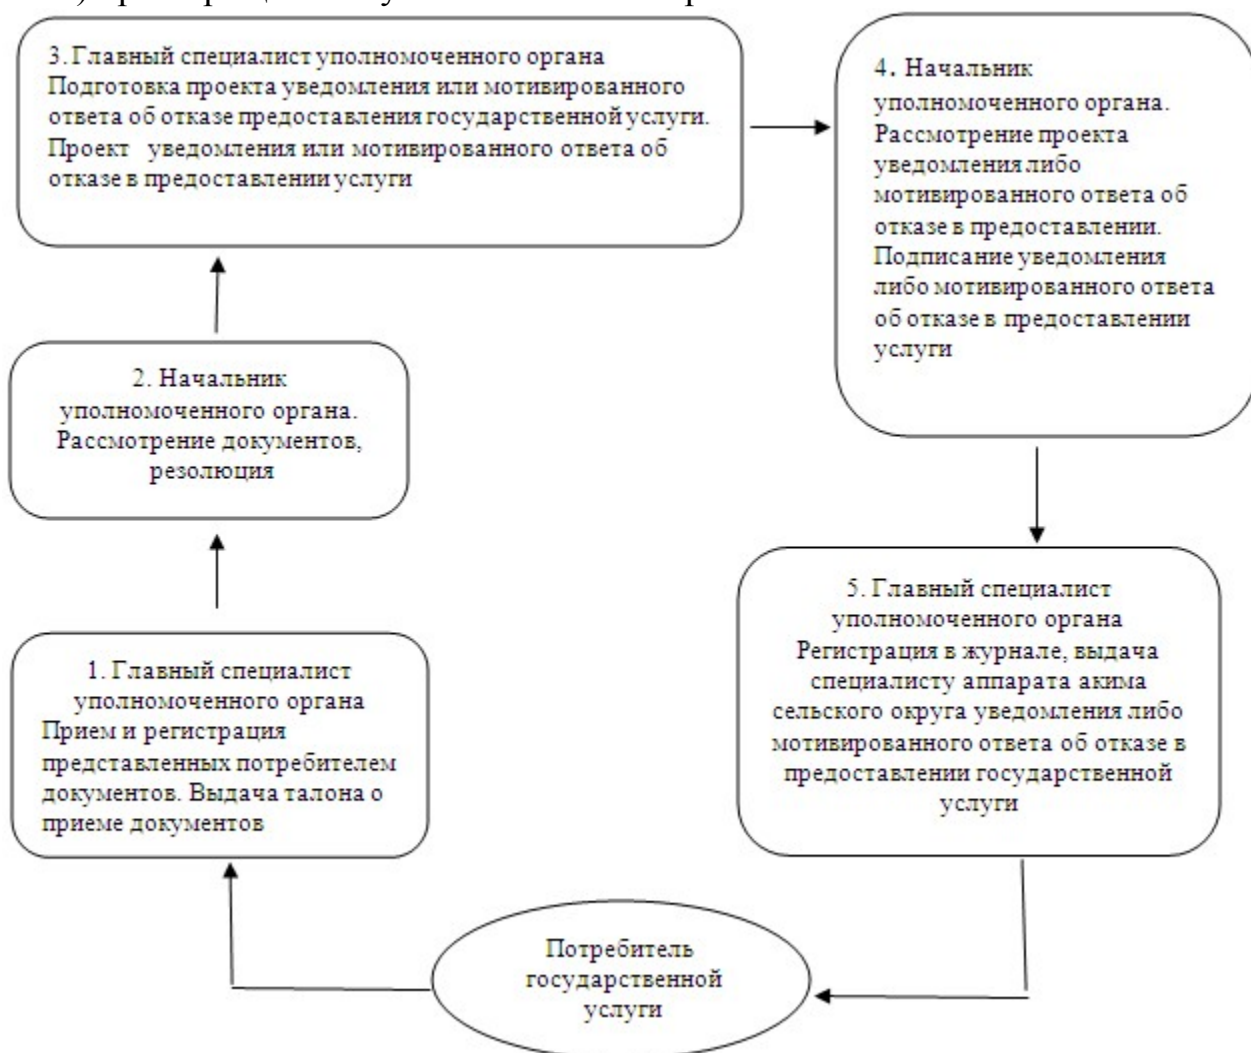 3. Главный специалист уполномоченного органа
Подготовка проекта уведомления или мотивированного
ответа об отказе предоставления государственной услуги.
Проект уведомления или мотивированного ответа об
отказе в предоставлении услуги
4. Начальник
уполномоченного органа.
Рассмотрение проекта
уведомления либо
мотивированного ответа об
отказе в предоставлении.
Подписание уведомления
либо мотивированного ответа
об отказе в предоставлении
услуги
2. Начальник
уполномоченного органа.
Рассмотрение документов,
резолюция
5. Главный специалист
уполномоченного органа
Регистрация в журнале, выдача
специалисту аппарата акима
сельского округа уведомления либо
мотивированного ответа об отказе в
предоставлении государственной
услуги
1. Главный специалист
уполномоченного органа
Прием и регистрация
представленных потребителем
документов. Выдача талона о
приеме документов
Потребитель
государственной
услуги